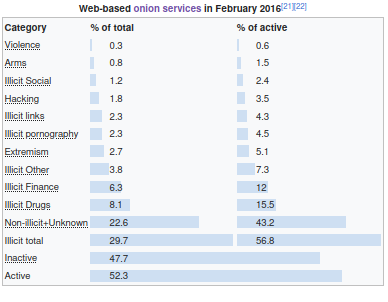 Web-based onion services in February 2016[21][22]
Category % of total % of active
Violence 0.3 0.6
Arms 0.8 1.5
Illicit Social 1.2 2.4
Hacking 1.8 3.5
Illicit links 2.3 4.3
Illicit pornography 2.3 4.5
Extremism 2.7 5.1
Illicit Other 3.8 7.3
Illicit Finance 6.3 12
Illicit Drugs 8.1 15.5
Non-illicit+Unknown 22.6 43.2
Illicit total 29.7 56.8
Inactive 47.7
Active 52.3